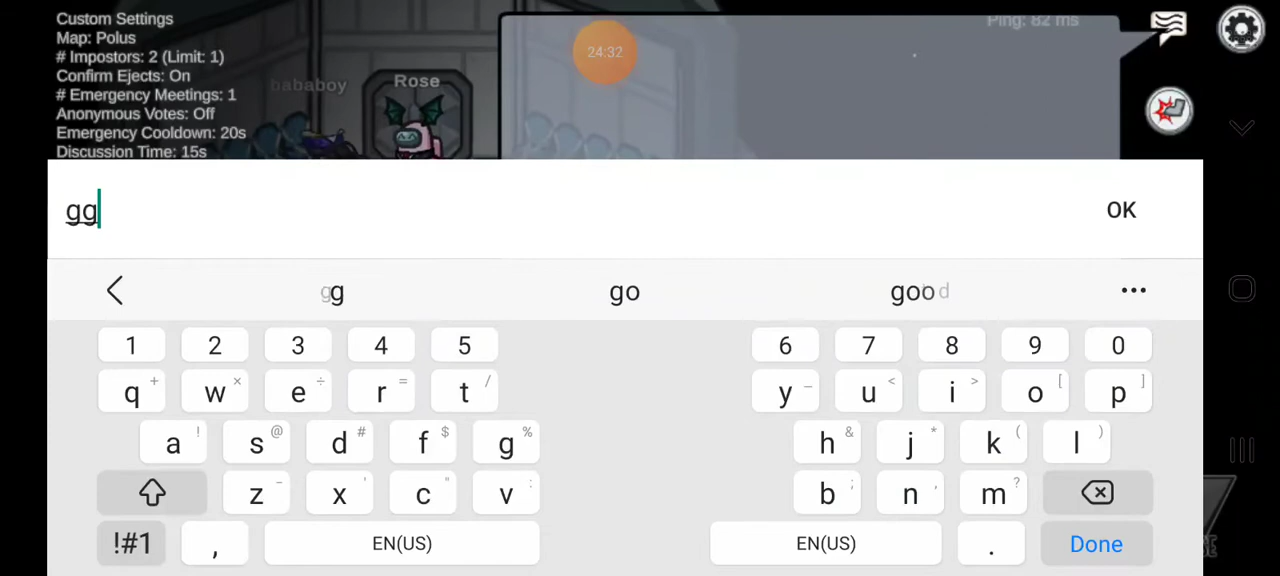 Custom Settings
Map: Polus
# Impostors: 2 (Limit: 1)
Confirm Ejects: On
# Emergency Meetings: 1
Anonymous Votes: Off
Emergency Cooldown: 20s
Discussion Time: 15s
bababoy
Rose
24:32
Ping: 82 ms
gg
OK
gg go good
1 2 3 4 5 6 7 8 9 0
q + w × e ÷ r = t / y _ u < i > o [ p ]
a ! s @ d # f $ g % h & j * k ( l )
z - x ' c " v : b ; n , m ?
!#1 , EN(US) EN(US) . Done